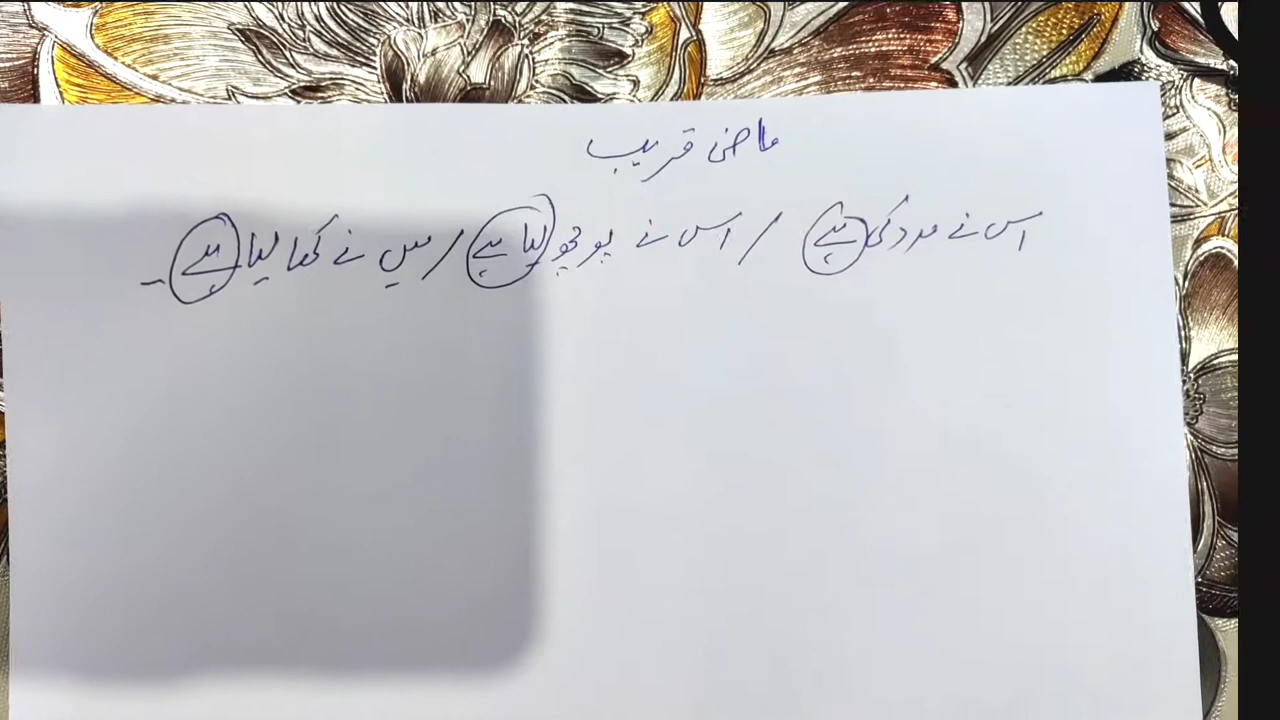 ماضی قریب
اس نے مدد کی ہے / اس نے پوچھ لیا ہے / میں نے کھا لیا ہے ۔